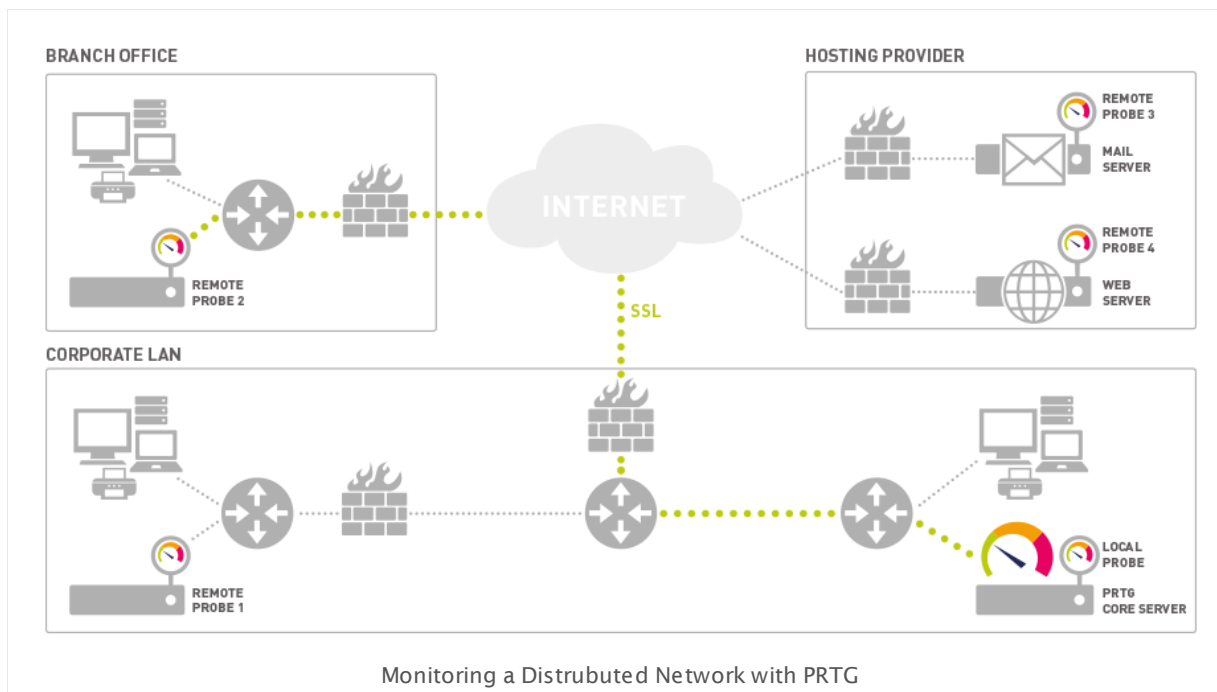 BRANCH OFFICE
REMOTE
PROBE 2
INTERNET
HOSTING PROVIDER
REMOTE
PROBE 3
MAIL
SERVER
REMOTE
PROBE 4
WEB
SERVER
SSL
CORPORATE LAN
REMOTE
PROBE 1
LOCAL
PROBE
PRTG
CORE SERVER
Monitoring a Distrubuted Network with PRTG